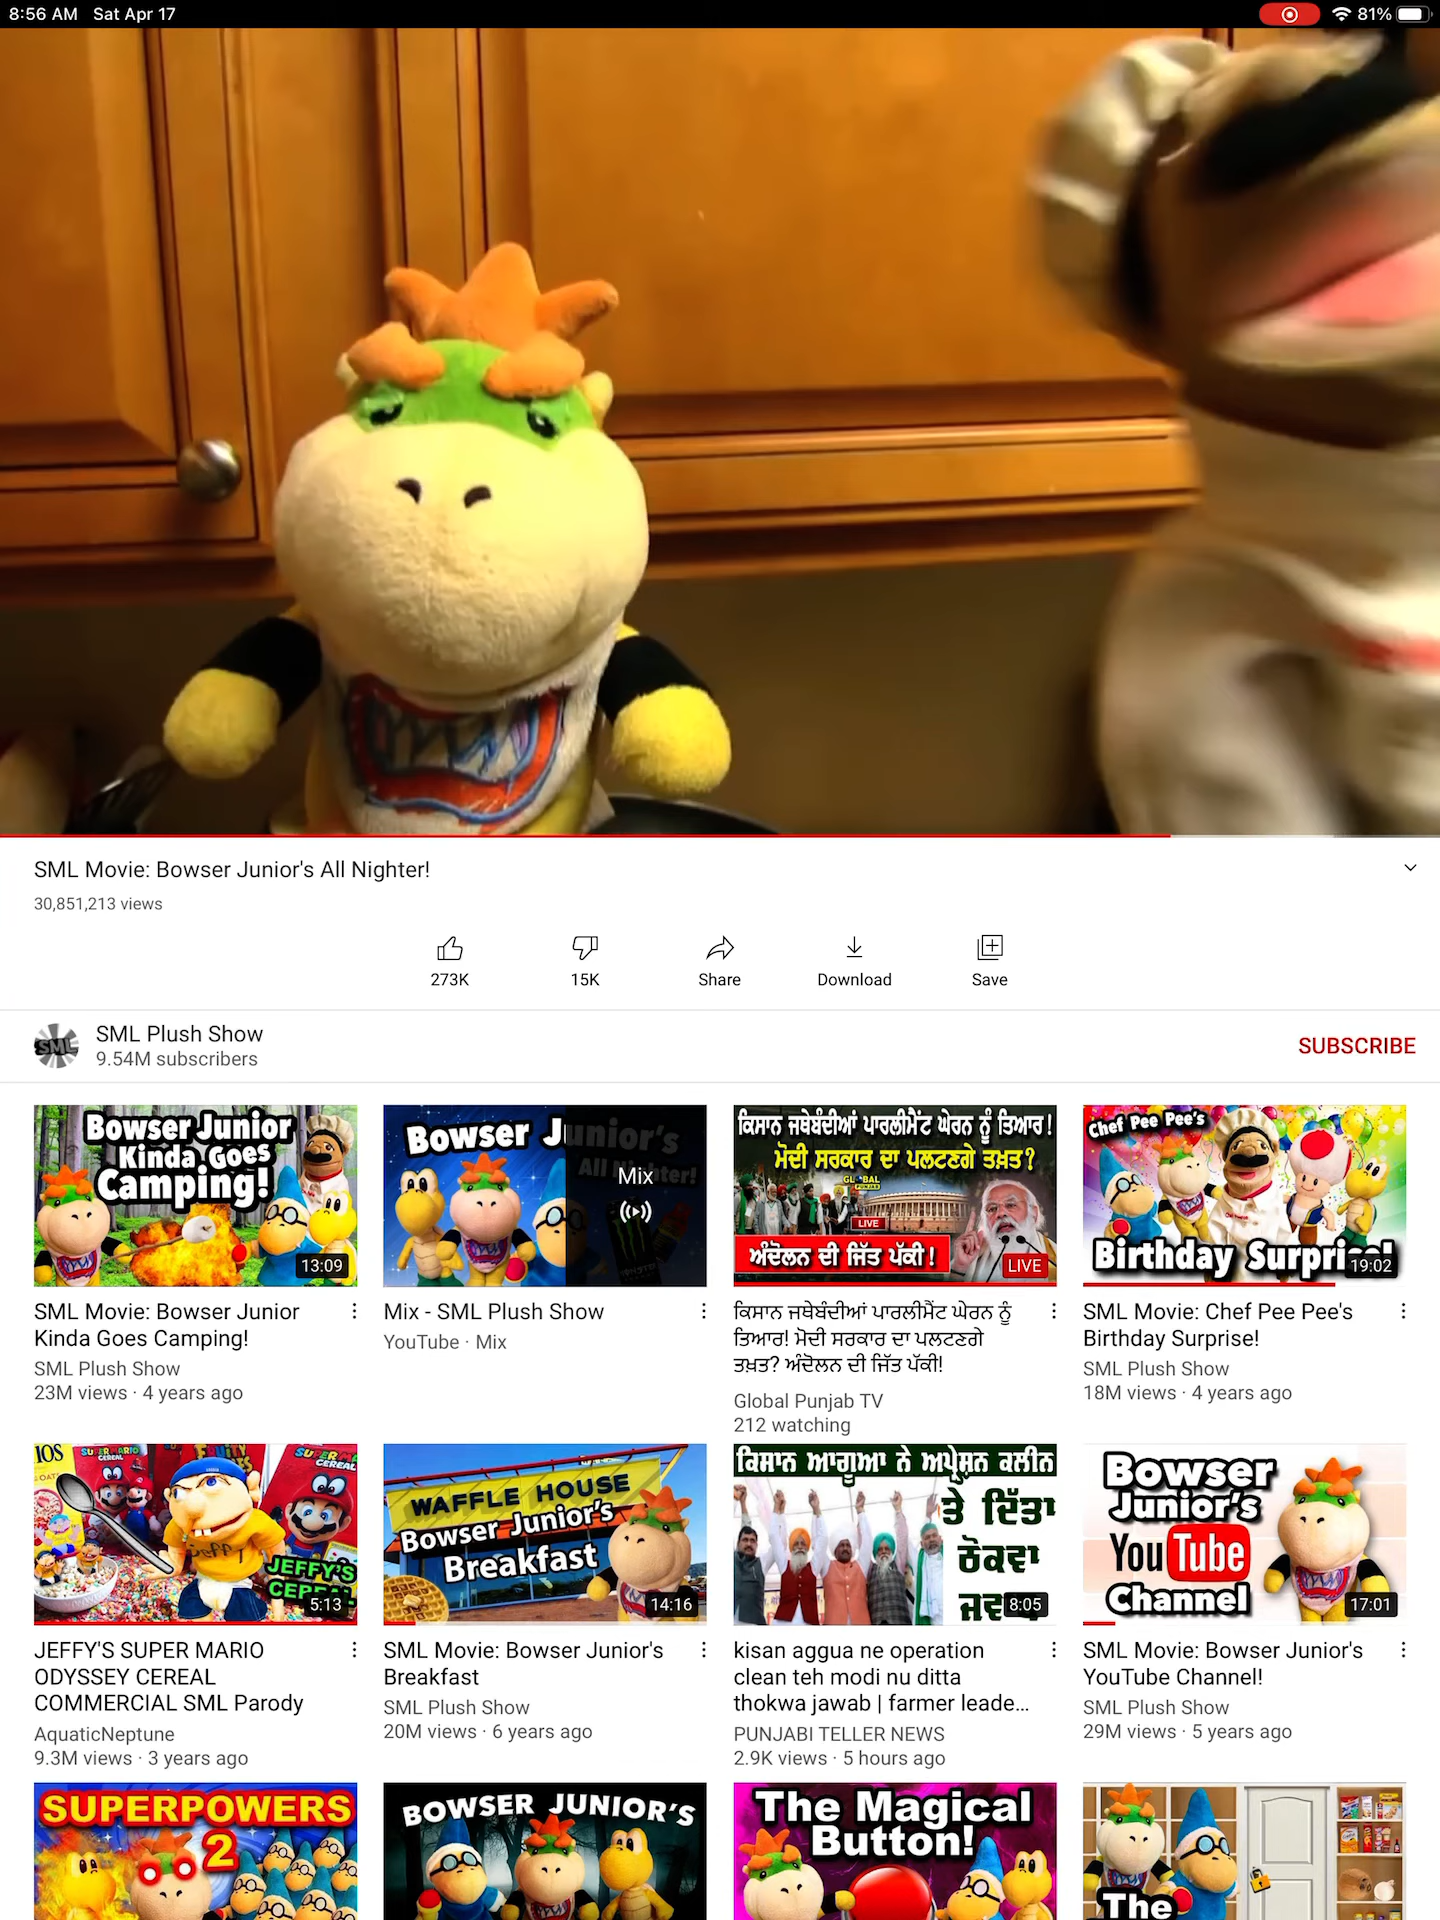 8:56 AM Sat Apr 17
81%
SML Movie: Bowser Junior's All Nighter!
30,851,213 views
273K
15K
Share
Download
Save
SML
SML Plush Show
9.54M subscribers
SUBSCRIBE
Bowser Junior
Kinda Goes
Camping!
13:09
SML Movie: Bowser Junior
Kinda Goes Camping!
SML Plush Show
23M views · 4 years ago
Bowser Junior's
All Nighter!
Mix
Mix - SML Plush Show
YouTube · Mix
ਕਿਸਾਨ ਜਥੇਬੰਦੀਆਂ ਪਾਰਲੀਮੈਂਟ ਘੇਰਨ ਨੂੰ ਤਿਆਰ!
ਮੋਦੀ ਸਰਕਾਰ ਦਾ ਪਲਟਣਗੇ ਤਖ਼ਤ?
GLOBAL
PUNJAB
LIVE
ਅੰਦੋਲਨ ਦੀ ਜਿੱਤ ਪੱਕੀ!
LIVE
ਕਿਸਾਨ ਜਥੇਬੰਦੀਆਂ ਪਾਰਲੀਮੈਂਟ ਘੇਰਨ ਨੂੰ
ਤਿਆਰ! ਮੋਦੀ ਸਰਕਾਰ ਦਾ ਪਲਟਣਗੇ
ਤਖ਼ਤ? ਅੰਦੋਲਨ ਦੀ ਜਿੱਤ ਪੱਕੀ!
Global Punjab TV
212 watching
Chef Pee Pee's
Birthday Surprise!
19:02
SML Movie: Chef Pee Pee's
Birthday Surprise!
SML Plush Show
18M views · 4 years ago
SUPER MARIO
CEREAL
SUPER MARIO
CEREAL
Jeffy
JEFFY'S
CEREAL
5:13
JEFFY'S SUPER MARIO
ODYSSEY CEREAL
COMMERCIAL SML Parody
AquaticNeptune
9.3M views · 3 years ago
WAFFLE HOUSE
Bowser Junior's
Breakfast
14:16
SML Movie: Bowser Junior's
Breakfast
SML Plush Show
20M views · 6 years ago
ਕਿਸਾਨ ਆਗੂਆ ਨੇ ਅਪ੍ਰੇਸ਼ਨ ਕਲੀਨ
ਤੇ ਦਿੱਤਾ
ਠੋਕਵਾ
8:05
kisan aggua ne operation
clean teh modi nu ditta
thokwa jawab | farmer leade...
PUNJABI TELLER NEWS
2.9K views · 5 hours ago
Bowser
Junior's
YouTube
Channel
17:01
SML Movie: Bowser Junior's
YouTube Channel!
SML Plush Show
29M views · 5 years ago
SUPERPOWERS
2
BOWSER JUNIOR'S
The Magical
Button!
The